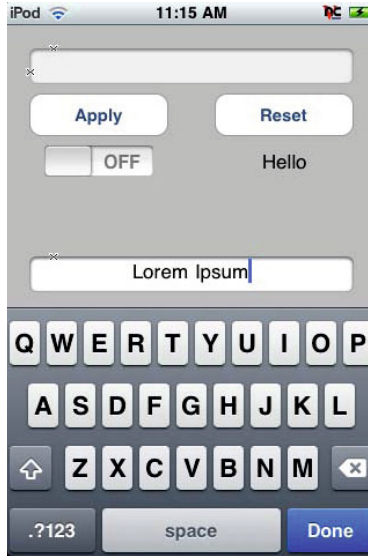 iPod 11:15 AM
Apply Reset
OFF Hello
Lorem Ipsum
Q W E R T Y U I O P
A S D F G H J K L
Z X C V B N M
.?123 space Done